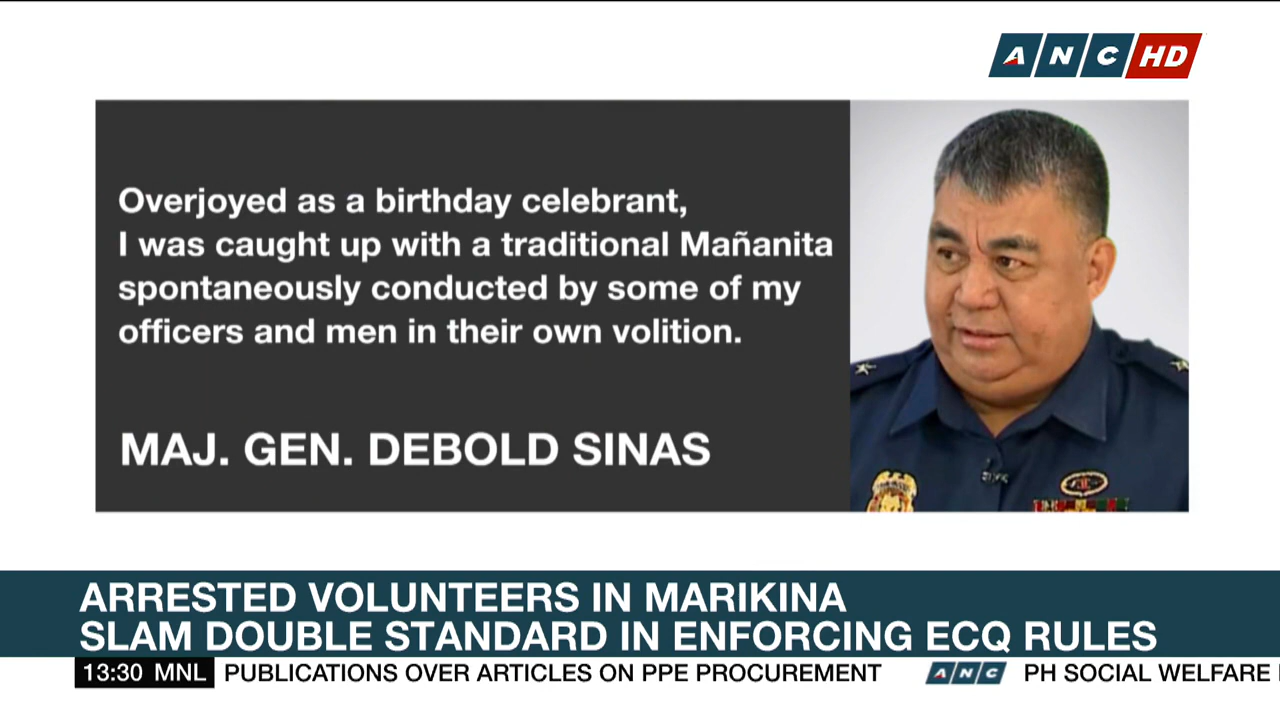 ANC HD
Overjoyed as a birthday celebrant,
I was caught up with a traditional Mañanita
spontaneously conducted by some of my
officers and men in their own volition.
MAJ. GEN. DEBOLD SINAS
ARRESTED VOLUNTEERS IN MARIKINA
SLAM DOUBLE STANDARD IN ENFORCING ECQ RULES
13:30 MNL PUBLICATIONS OVER ARTICLES ON PPE PROCUREMENT ANC PH SOCIAL WELFARE